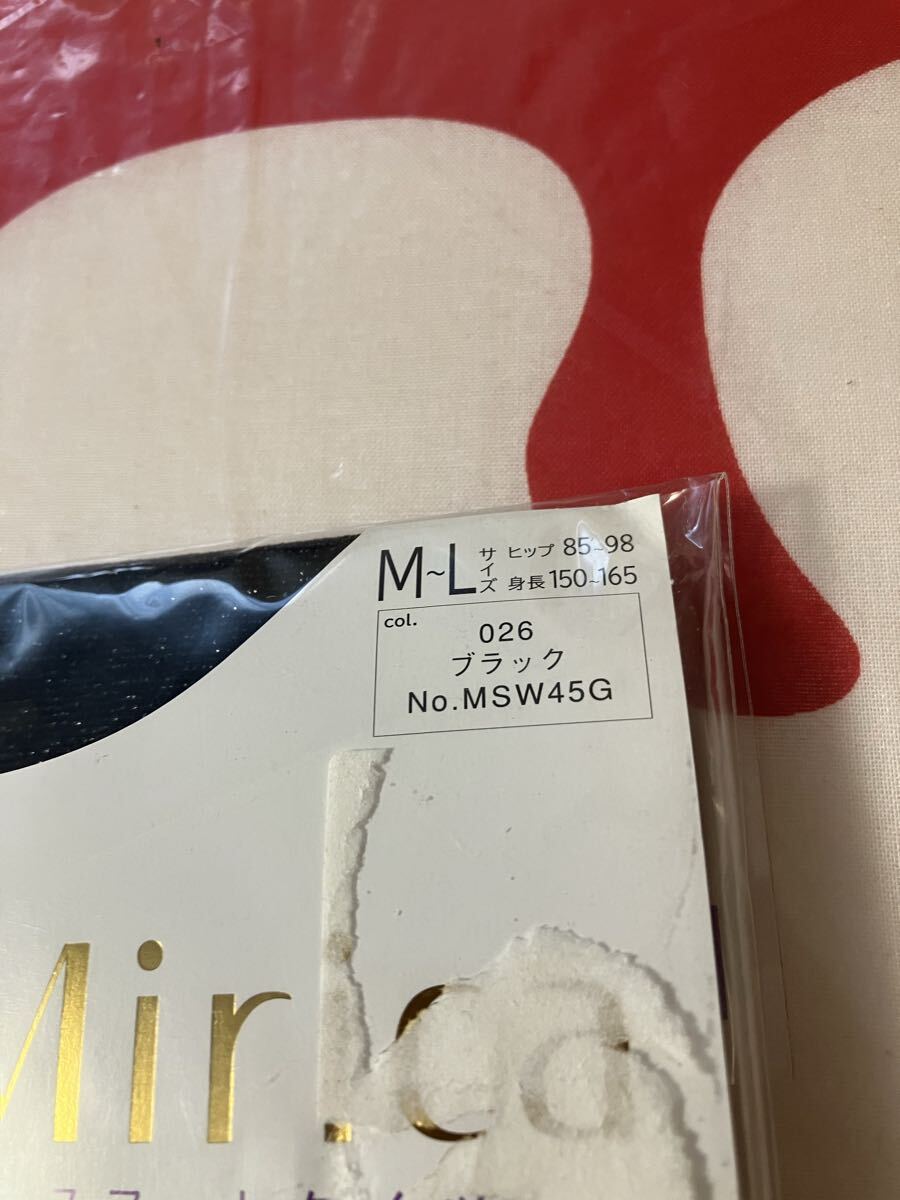 M~L サイズ ヒップ 85~98
身長 150~165
col.
026
ブラック
No.MSW45G